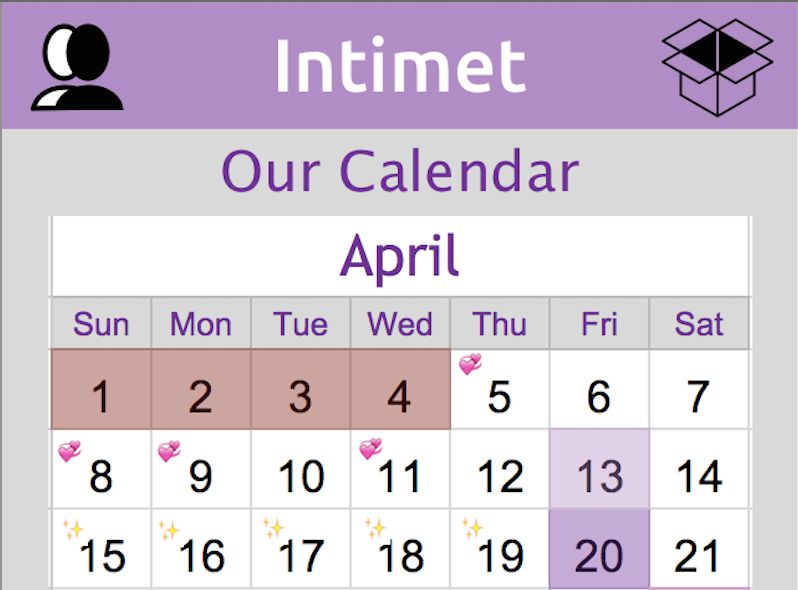 Intimet
Our Calendar
April
Sun Mon Tue Wed Thu Fri Sat
1 2 3 4 5 6 7
8 9 10 11 12 13 14
15 16 17 18 19 20 21